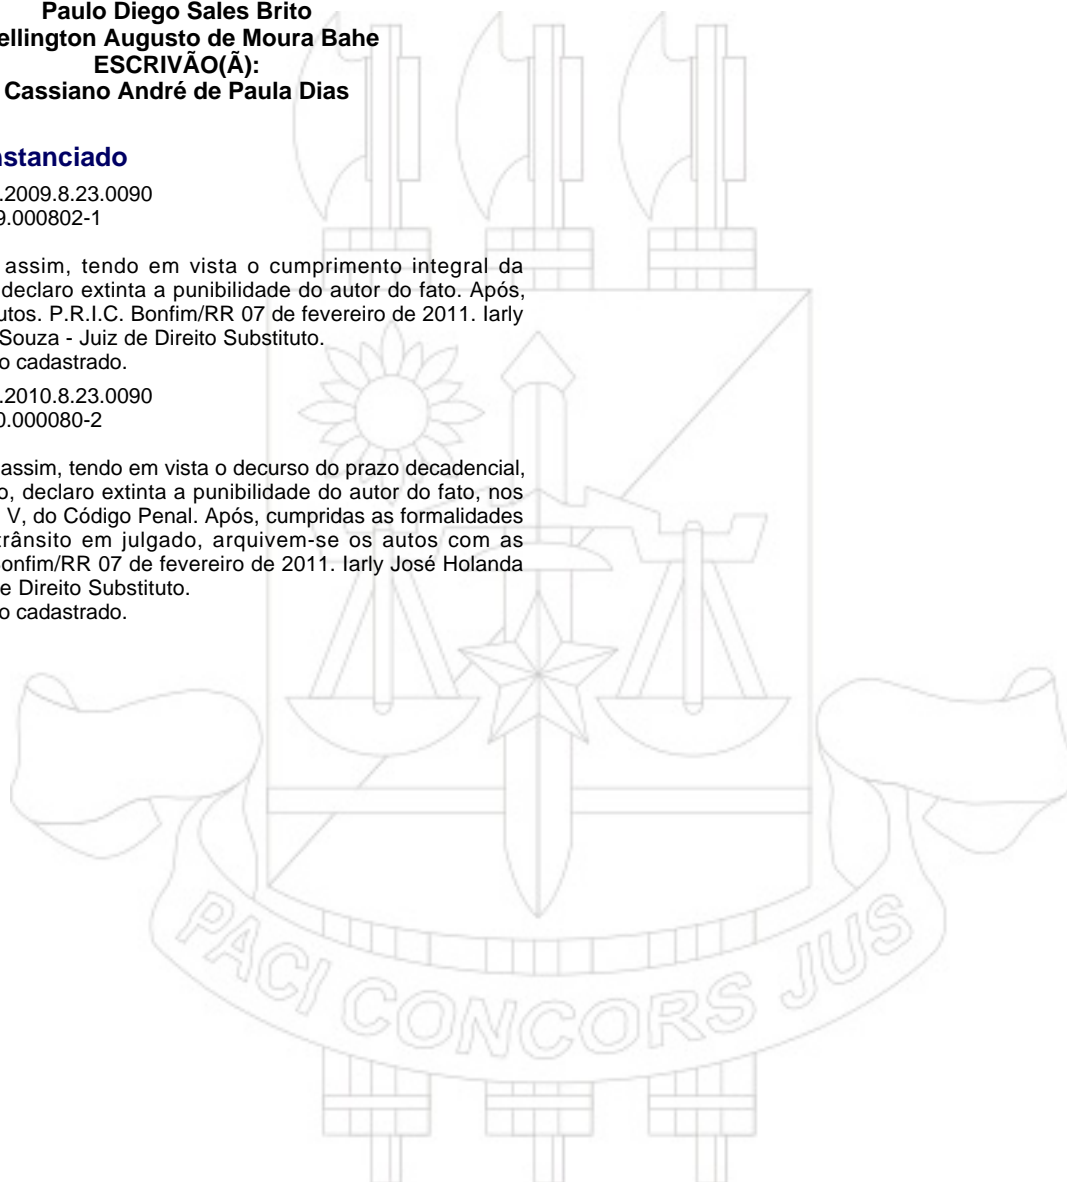 Paulo Diego Sales Brito
ellington Augusto de Moura Bahe
ESCRIVÃO(Ã):
Cassiano André de Paula Dias
nstanciado
.2009.8.23.0090
9.000802-1
assim, tendo em vista o cumprimento integral da
declaro extinta a punibilidade do autor do fato. Após,
utos. P.R.I.C. Bonfim/RR 07 de fevereiro de 2011. Iarly
Souza - Juiz de Direito Substituto.
o cadastrado.
.2010.8.23.0090
0.000080-2
assim, tendo em vista o decurso do prazo decadencial,
o, declaro extinta a punibilidade do autor do fato, nos
V, do Código Penal. Após, cumpridas as formalidades
trânsito em julgado, arquivem-se os autos com as
Bonfim/RR 07 de fevereiro de 2011. Iarly José Holanda
e Direito Substituto.
o cadastrado.
PACI CONCORS JUS